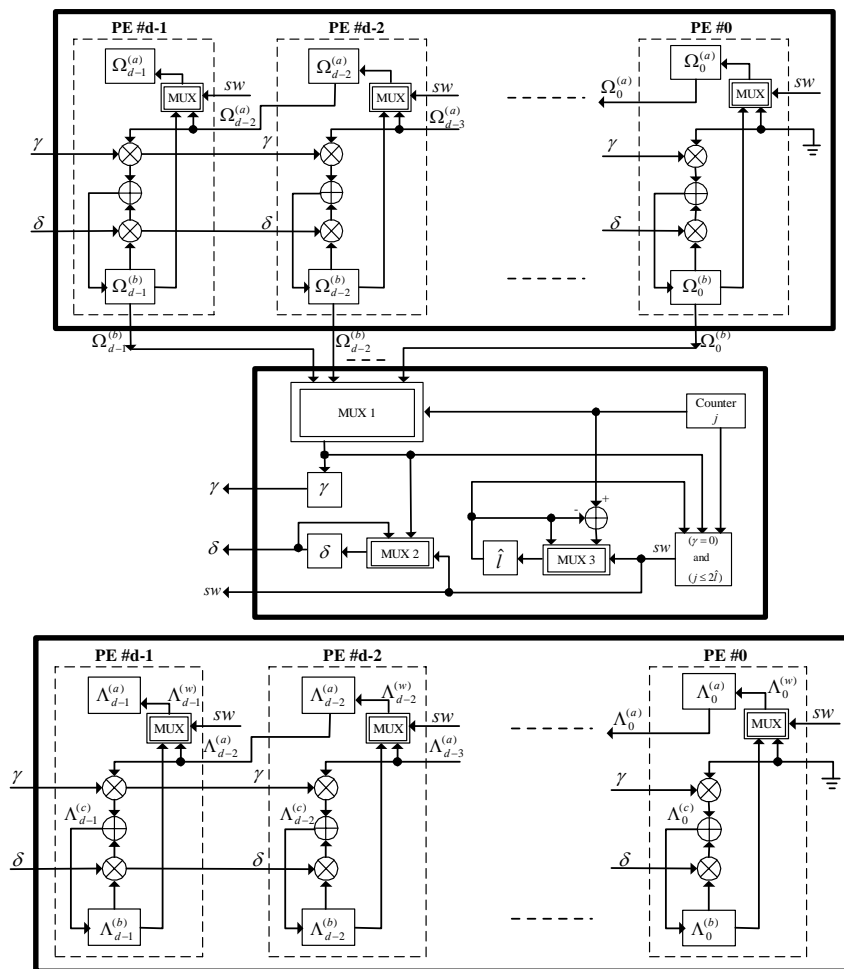 PE #d-1 PE #d-2 PE #0
Ω_{d−1}^{(a)} Ω_{d−2}^{(a)} Ω_0^{(a)}
MUX sw MUX sw Ω_0^{(a)} MUX sw
Ω_{d−2}^{(a)} Ω_{d−3}^{(a)}
γ γ γ
δ δ δ
Ω_{d−1}^{(b)} Ω_{d−2}^{(b)} Ω_0^{(b)}
Ω_{d−1}^{(b)} Ω_{d−2}^{(b)} Ω_0^{(b)}
MUX 1
Counter
j
γ γ
- +
δ δ MUX 2 l̂ MUX 3 sw
(γ = 0)
and
(j ≤ 2l̂)
sw
PE #d-1 PE #d-2 PE #0
Λ_{d−1}^{(a)} Λ_{d−1}^{(w)} Λ_{d−2}^{(a)} Λ_{d−2}^{(w)} Λ_0^{(a)} Λ_0^{(w)}
MUX sw MUX sw Λ_0^{(a)} MUX sw
Λ_{d−2}^{(a)} Λ_{d−3}^{(a)}
γ γ γ
Λ_{d−1}^{(c)} Λ_{d−2}^{(c)} Λ_0^{(c)}
δ δ δ
Λ_{d−1}^{(b)} Λ_{d−2}^{(b)} Λ_0^{(b)}